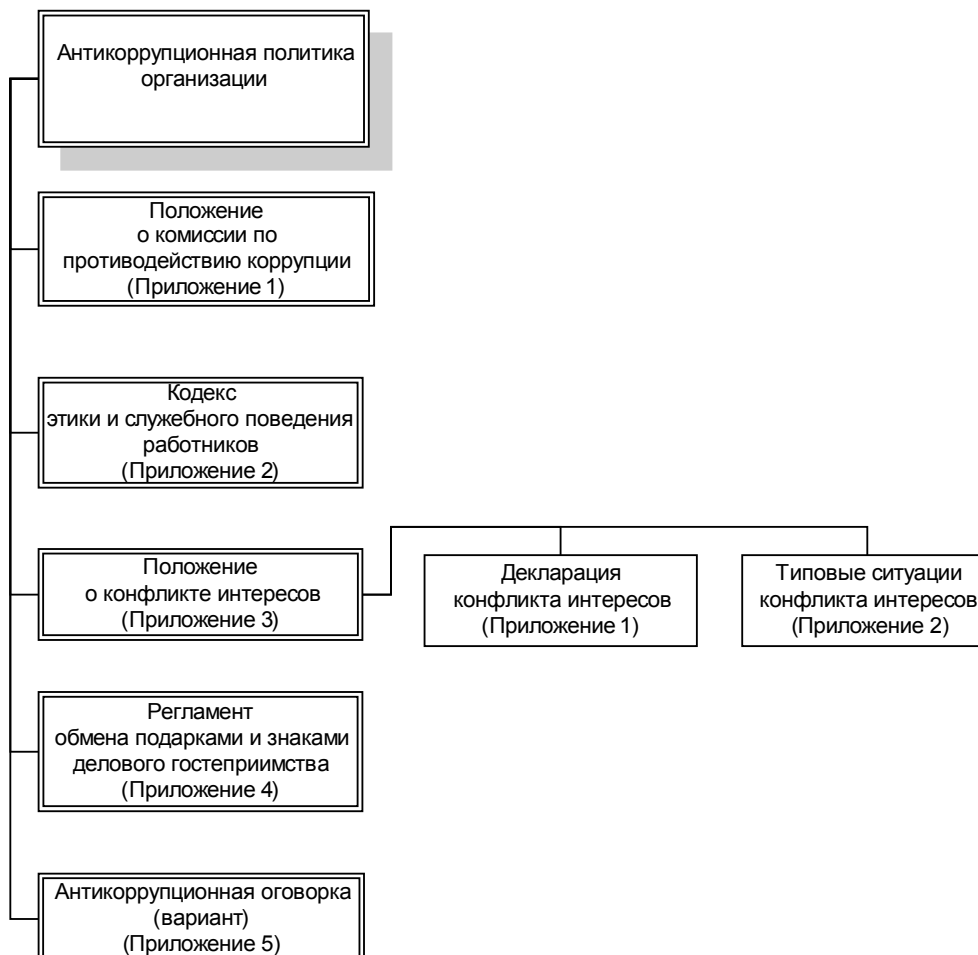 Антикоррупционная политика
организации
Положение
о комиссии по
противодействию коррупции
(Приложение 1)
Кодекс
этики и служебного поведения
работников
(Приложение 2)
Положение
о конфликте интересов
(Приложение 3)
Декларация
конфликта интересов
(Приложение 1)
Типовые ситуации
конфликта интересов
(Приложение 2)
Регламент
обмена подарками и знаками
делового гостеприимства
(Приложение 4)
Антикоррупционная оговорка
(вариант)
(Приложение 5)